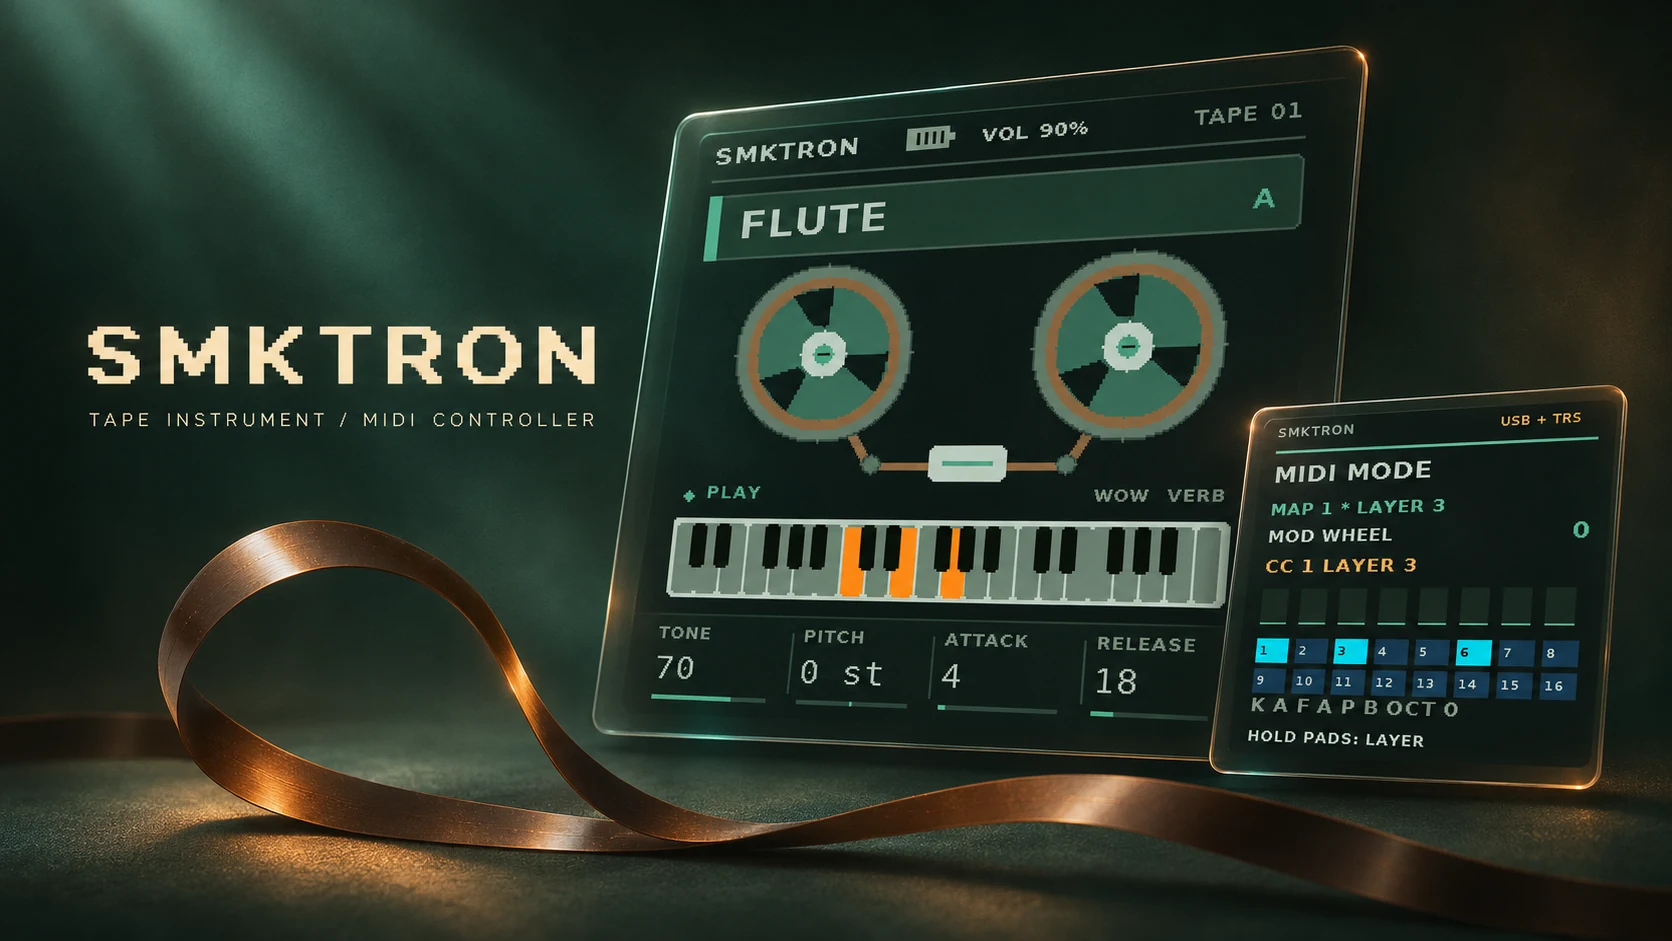 SMKTRON
TAPE INSTRUMENT / MIDI CONTROLLER
SMKTRON VOL 90% TAPE 01
FLUTE A
PLAY WOW VERB
TONE PITCH ATTACK RELEASE
70 0 st 4 18
SMKTRON USB + TRS
MIDI MODE
MAP 1 * LAYER 3
MOD WHEEL 0
CC 1 LAYER 3
1 2 3 4 5 6 7 8
9 10 11 12 13 14 15 16
K A F A P B OCT 0
HOLD PADS: LAYER